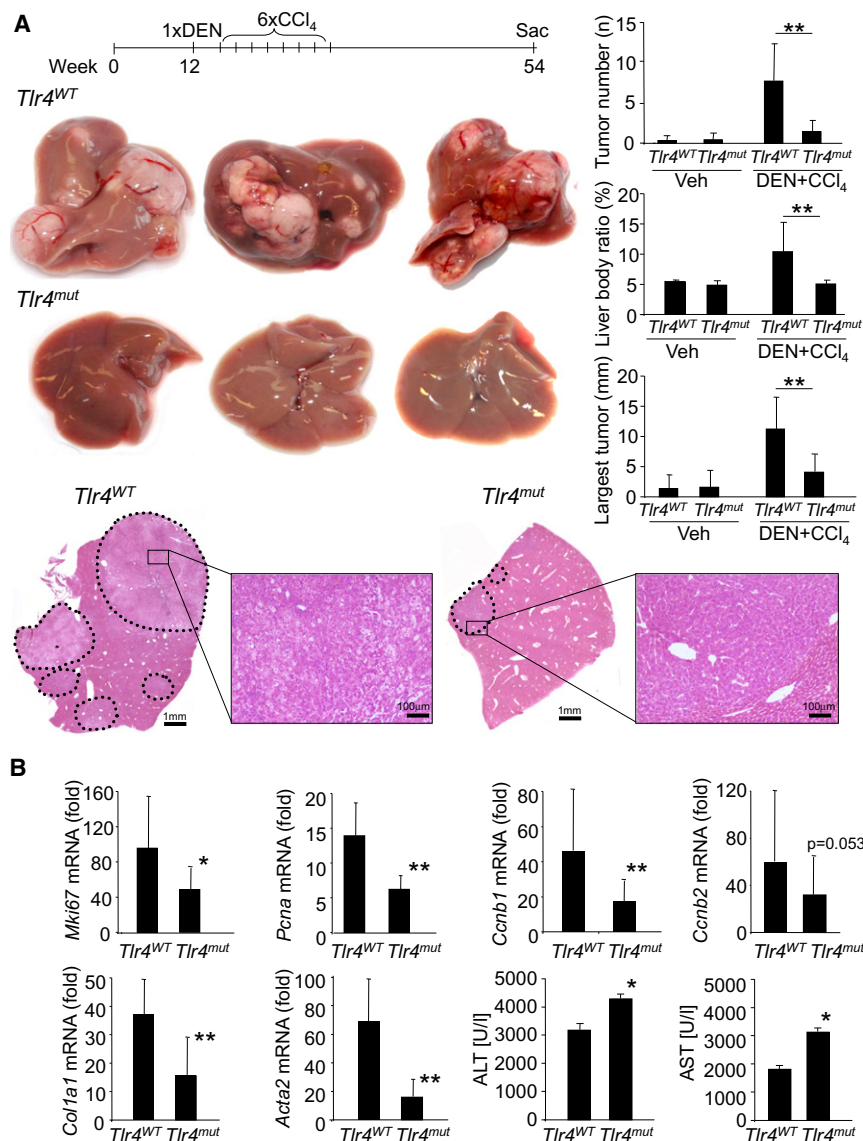 A
1xDEN
6xCCl4
Sac
Week
0
12
54
Tlr4WT
Tlr4mut
Tumor number (n)
15
10
5
0
**
Tlr4WT Tlr4mut
Tlr4WT Tlr4mut
Veh
DEN+CCl4
Liver body ratio (%)
20
15
10
5
0
**
Tlr4WT Tlr4mut
Tlr4WT Tlr4mut
Veh
DEN+CCl4
Largest tumor (mm)
20
15
10
5
0
**
Tlr4WT Tlr4mut
Tlr4WT Tlr4mut
Veh
DEN+CCl4
Tlr4WT
Tlr4mut
1mm
100μm
1mm
100μm
B
Mki67 mRNA (fold)
160
120
80
40
0
*
Tlr4WT Tlr4mut
Pcna mRNA (fold)
20
15
10
5
0
**
Tlr4WT Tlr4mut
Ccnb1 mRNA (fold)
80
60
40
20
0
**
Tlr4WT Tlr4mut
Ccnb2 mRNA (fold)
120
80
60
40
0
p=0.053
Tlr4WT Tlr4mut
Col1a1 mRNA (fold)
50
40
30
20
10
0
**
Tlr4WT Tlr4mut
Acta2 mRNA (fold)
100
80
60
40
20
0
**
Tlr4WT Tlr4mut
ALT [U/l]
5000
4000
3000
2000
1000
0
*
Tlr4WT Tlr4mut
AST [U/l]
5000
4000
3000
2000
1000
0
*
Tlr4WT Tlr4mut